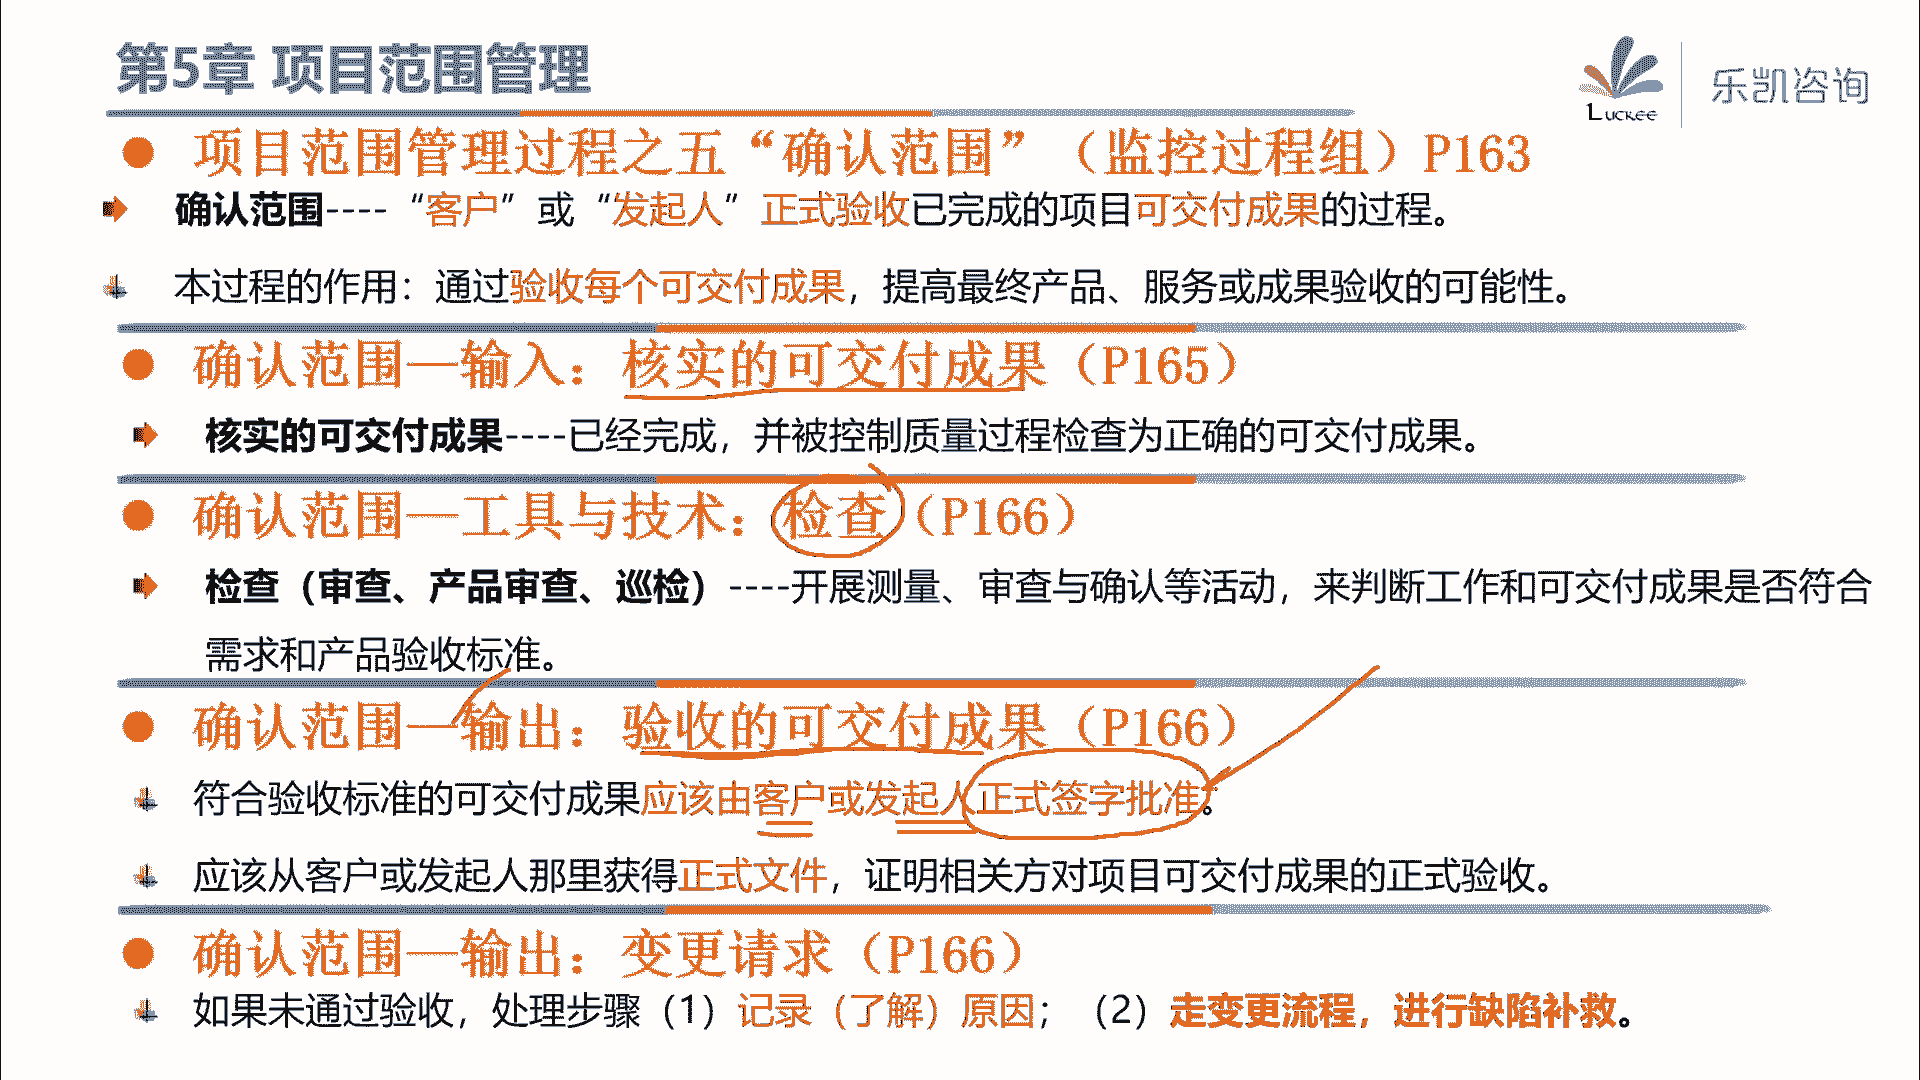 第5章 项目范围管理
Luckee 乐凯咨询
项目范围管理过程之五“确认范围”（监控过程组）P163
确认范围----“客户”或“发起人”正式验收已完成的项目可交付成果的过程。
本过程的作用：通过验收每个可交付成果，提高最终产品、服务或成果验收的可能性。
确认范围—输入：核实的可交付成果（P165）
核实的可交付成果----已经完成，并被控制质量过程检查为正确的可交付成果。
确认范围—工具与技术：检查（P166）
检查（审查、产品审查、巡检）----开展测量、审查与确认等活动，来判断工作和可交付成果是否符合
需求和产品验收标准。
确认范围—输出：验收的可交付成果（P166）
符合验收标准的可交付成果应该由客户或发起人正式签字批准。
应该从客户或发起人那里获得正式文件，证明相关方对项目可交付成果的正式验收。
确认范围—输出：变更请求（P166）
如果未通过验收，处理步骤（1）记录（了解）原因；（2）走变更流程，进行缺陷补救。